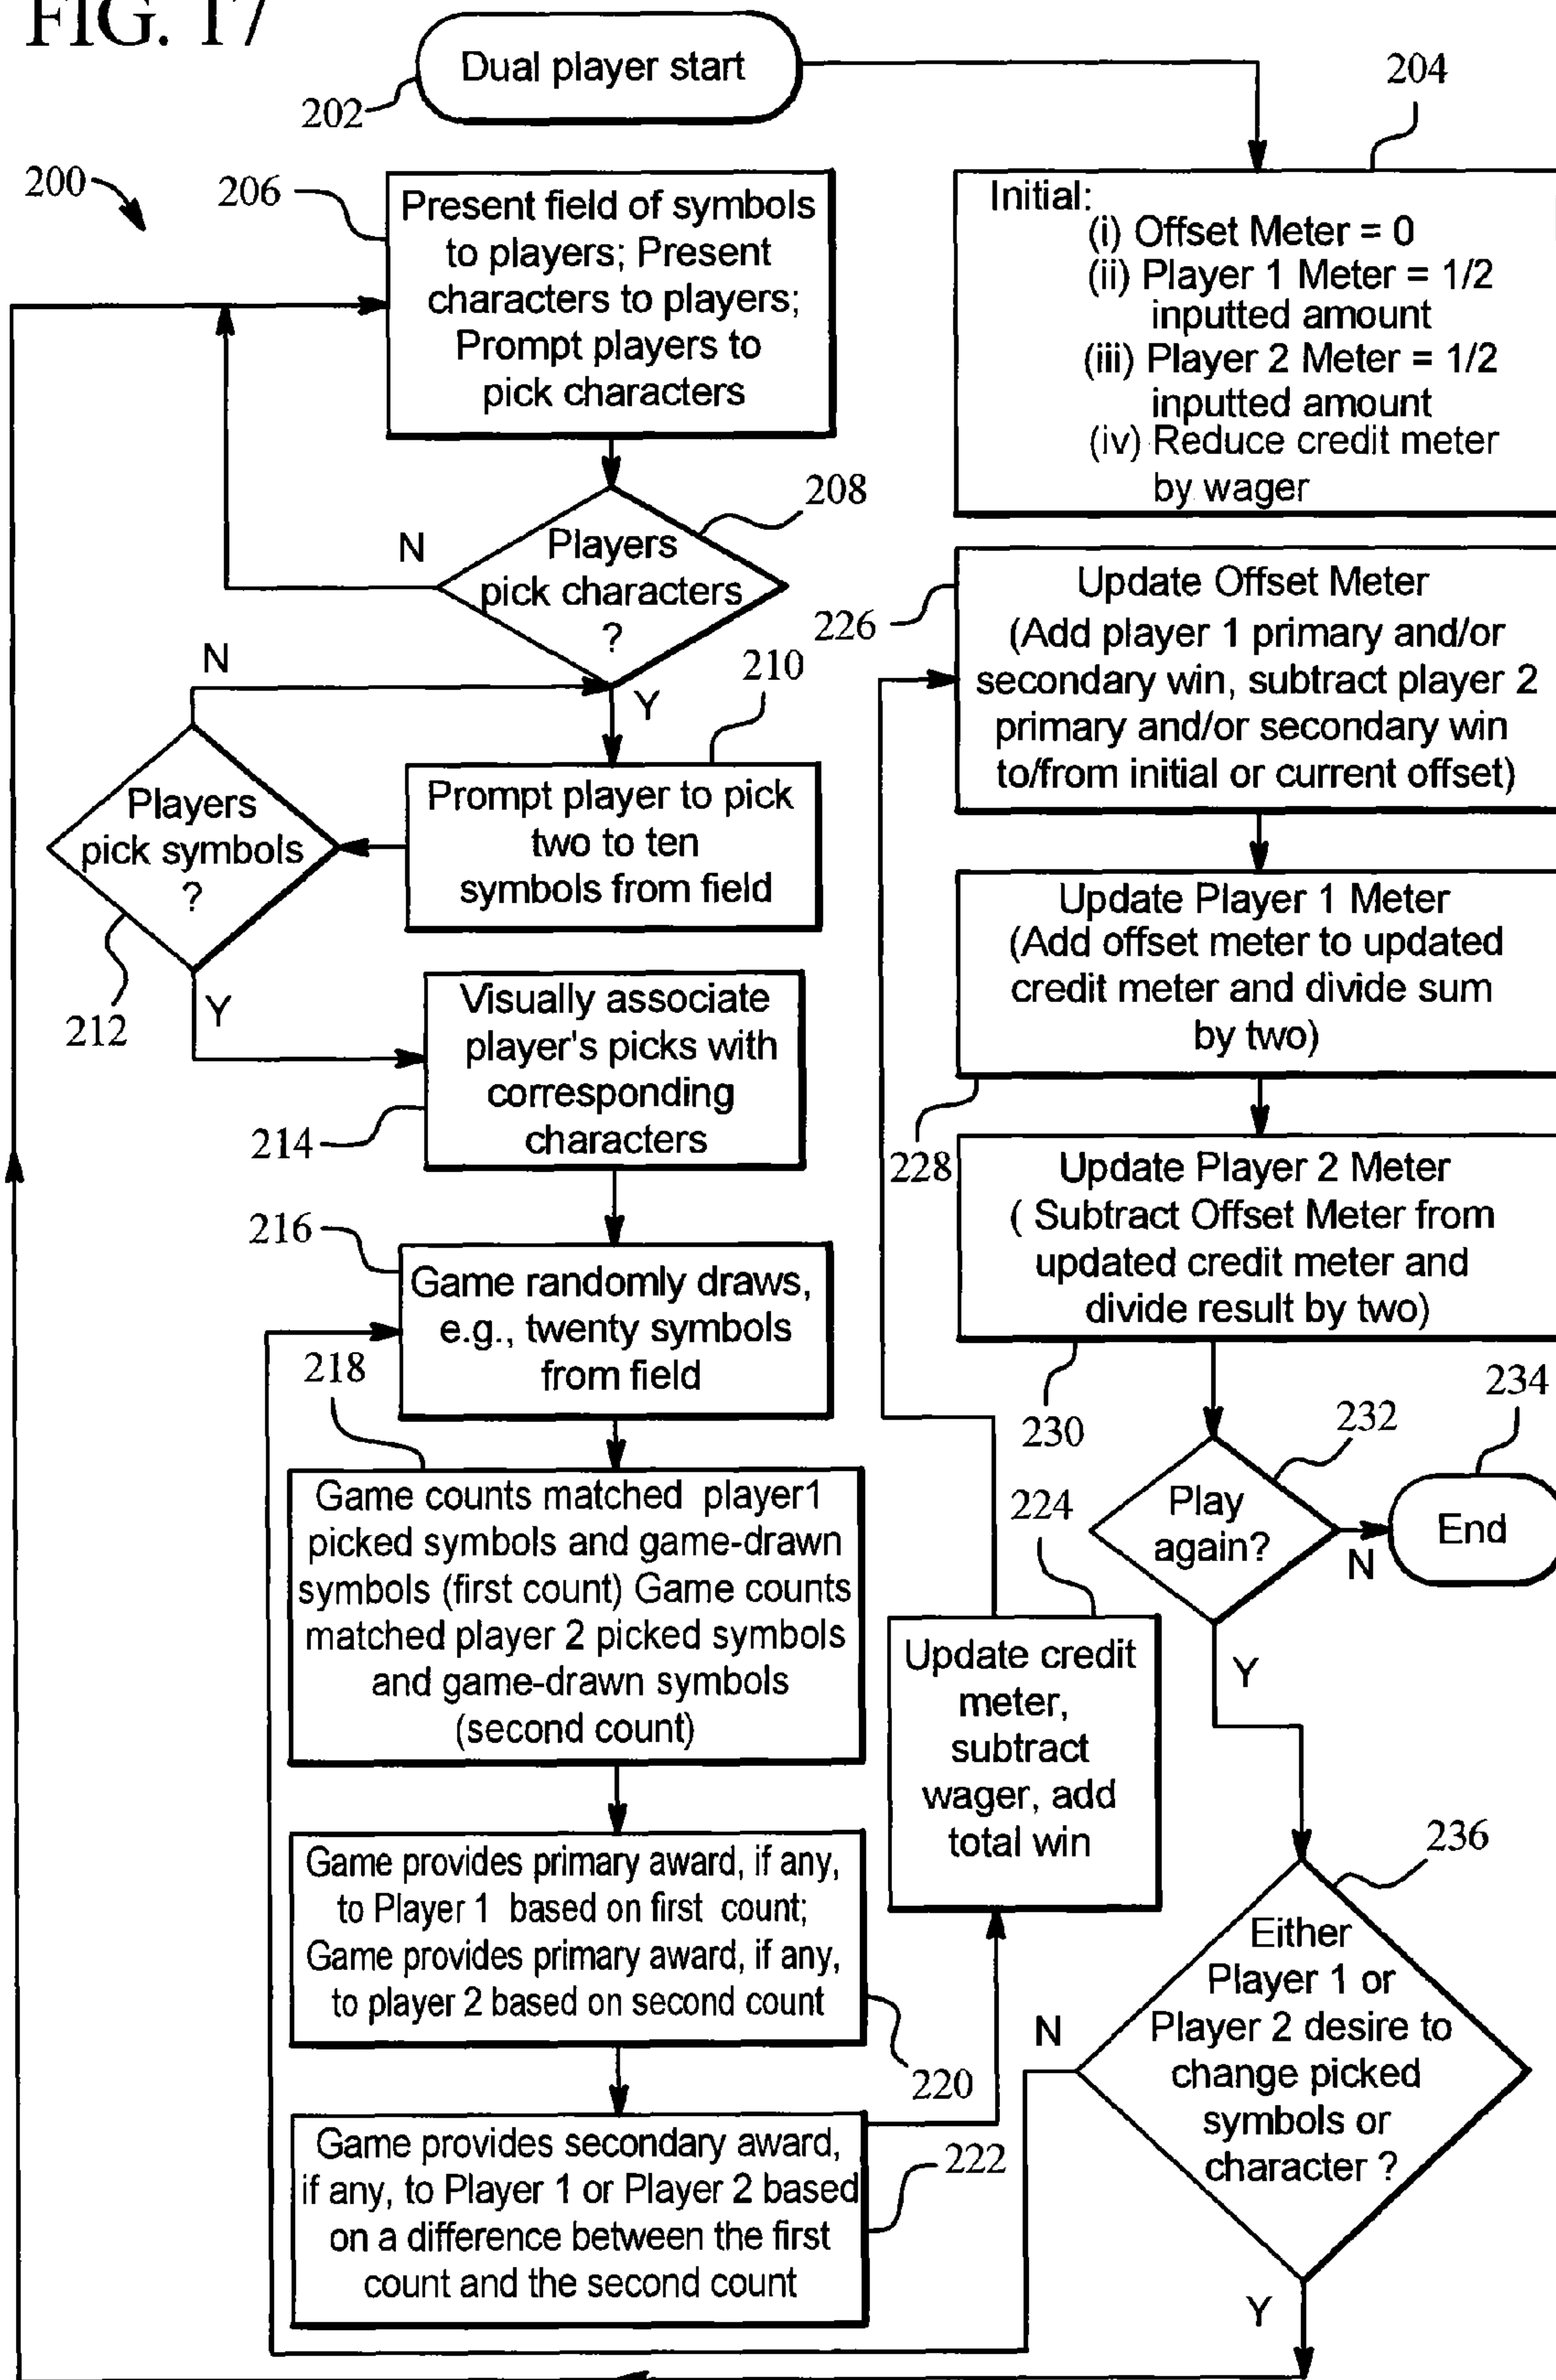 FIG. 17
Dual player start
202
204
200
206
Present field of symbols
to players; Present
characters to players;
Prompt players to
pick characters
Initial:
(i) Offset Meter = 0
(ii) Player 1 Meter = 1/2
inputted amount
(iii) Player 2 Meter = 1/2
inputted amount
(iv) Reduce credit meter
by wager
208
N
Players
pick characters
?
Y
N
210
Players
pick symbols
?
212
Y
Prompt player to pick
two to ten
symbols from field
Visually associate
player's picks with
corresponding
characters
214
216
Game randomly draws,
e.g., twenty symbols
from field
218
Game counts matched player1
picked symbols and game-drawn
symbols (first count) Game counts
matched player 2 picked symbols
and game-drawn symbols
(second count)
Game provides primary award, if any,
to Player 1 based on first count;
Game provides primary award, if any,
to player 2 based on second count
220
Game provides secondary award,
if any, to Player 1 or Player 2 based
on a difference between the first
count and the second count
222
224
Update credit
meter,
subtract
wager, add
total win
226
Update Offset Meter
(Add player 1 primary and/or
secondary win, subtract player 2
primary and/or secondary win
to/from initial or current offset)
Update Player 1 Meter
(Add offset meter to updated
credit meter and divide sum
by two)
228
Update Player 2 Meter
( Subtract Offset Meter from
updated credit meter and
divide result by two)
230
232
234
Play
again?
N
End
Y
236
Either
Player 1 or
Player 2 desire to
change picked
symbols or
character ?
N
Y